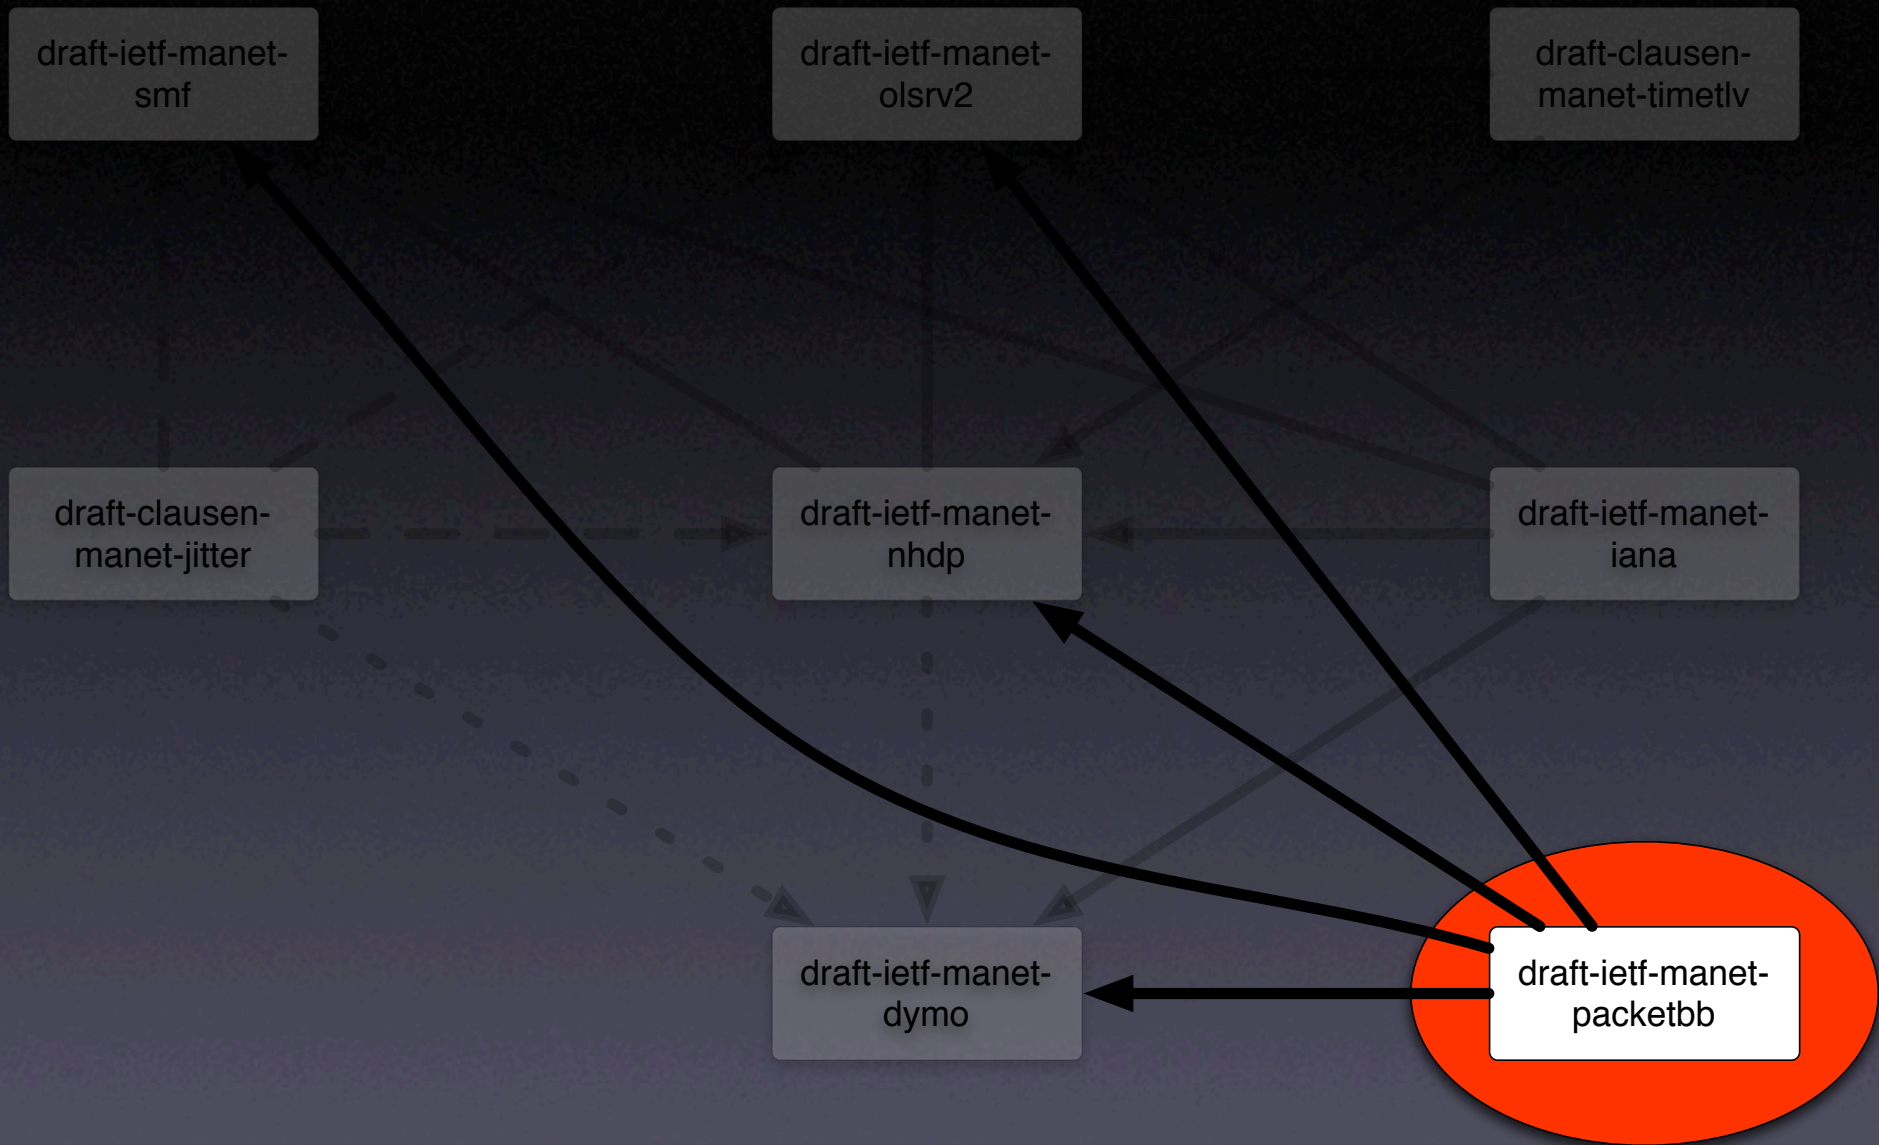 draft-ietf-manet-
smf
draft-ietf-manet-
olsrv2
draft-clausen-
manet-timetlv
draft-clausen-
manet-jitter
draft-ietf-manet-
nhdp
draft-ietf-manet-
iana
draft-ietf-manet-
dymo
draft-ietf-manet-
packetbb